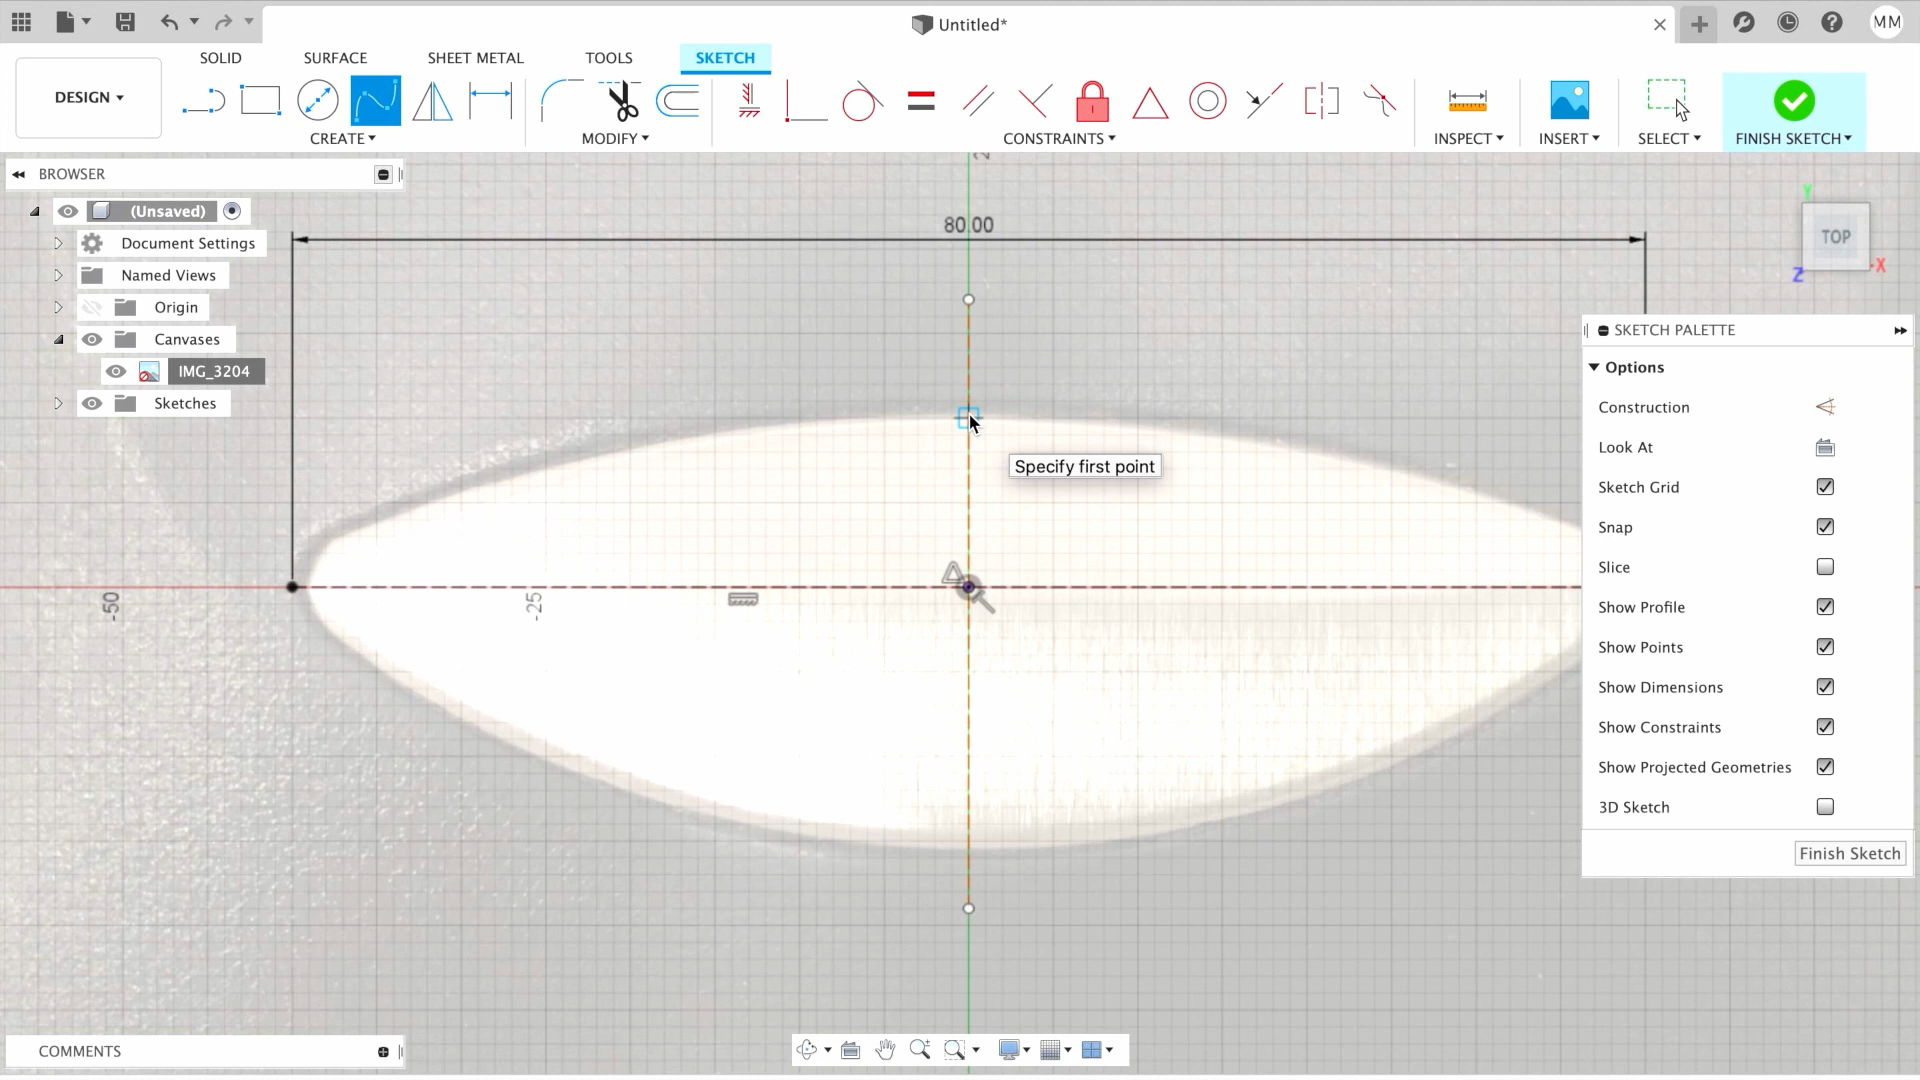 Untitled*
MM
SOLID
SURFACE
SHEET METAL
TOOLS
SKETCH
DESIGN
CREATE
MODIFY
CONSTRAINTS
INSPECT
INSERT
SELECT
FINISH SKETCH
BROWSER
(Unsaved)
Document Settings
Named Views
Origin
Canvases
IMG_3204
Sketches
80.00
Y
TOP
Z
X
SKETCH PALETTE
Options
Construction
Look At
Sketch Grid
Snap
Slice
Show Profile
Show Points
Show Dimensions
Show Constraints
Show Projected Geometries
3D Sketch
Finish Sketch
Specify first point
-50
-25
COMMENTS